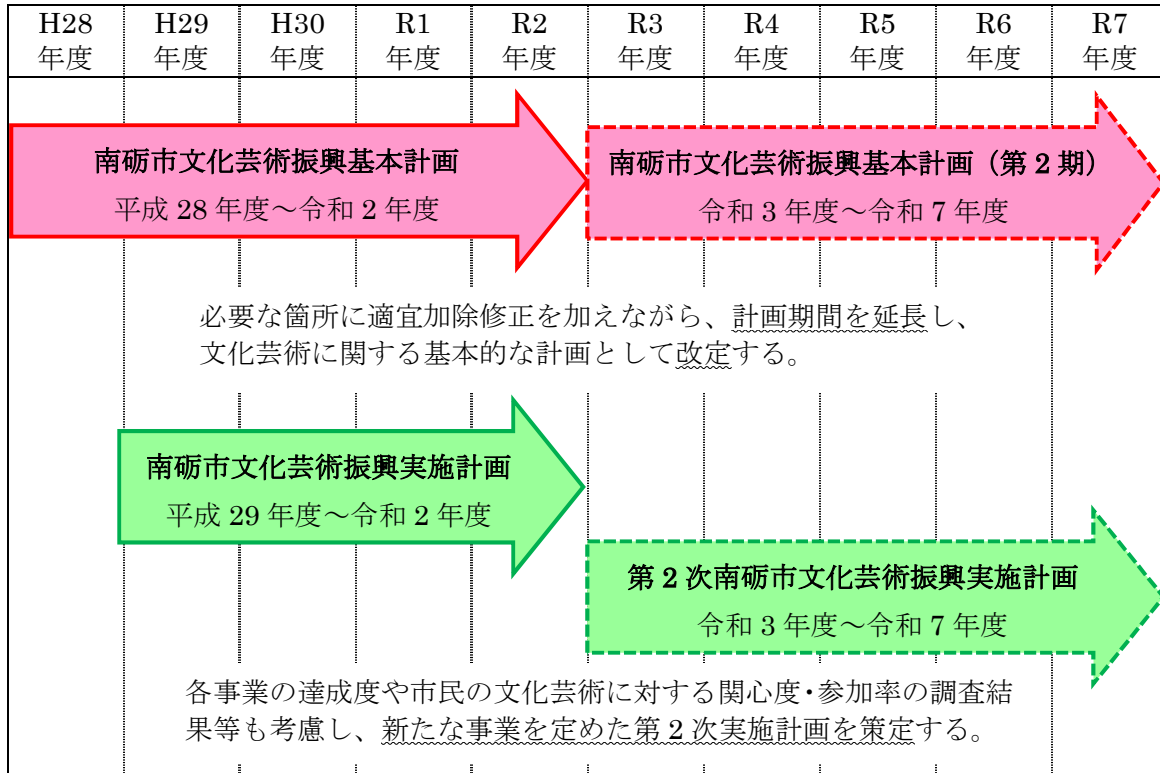 H28 H29 H30 R1 R2 R3 R4 R5 R6 R7
年度 年度 年度 年度 年度 年度 年度 年度 年度 年度
南砺市文化芸術振興基本計画
平成 28 年度～令和 2 年度
南砺市文化芸術振興基本計画（第 2 期）
令和 3 年度～令和 7 年度
必要な箇所に適宜加除修正を加えながら、計画期間を延長し、
文化芸術に関する基本的な計画として改定する。
南砺市文化芸術振興実施計画
平成 29 年度～令和 2 年度
第 2 次南砺市文化芸術振興実施計画
令和 3 年度～令和 7 年度
各事業の達成度や市民の文化芸術に対する関心度・参加率の調査結
果等も考慮し、新たな事業を定めた第 2 次実施計画を策定する。